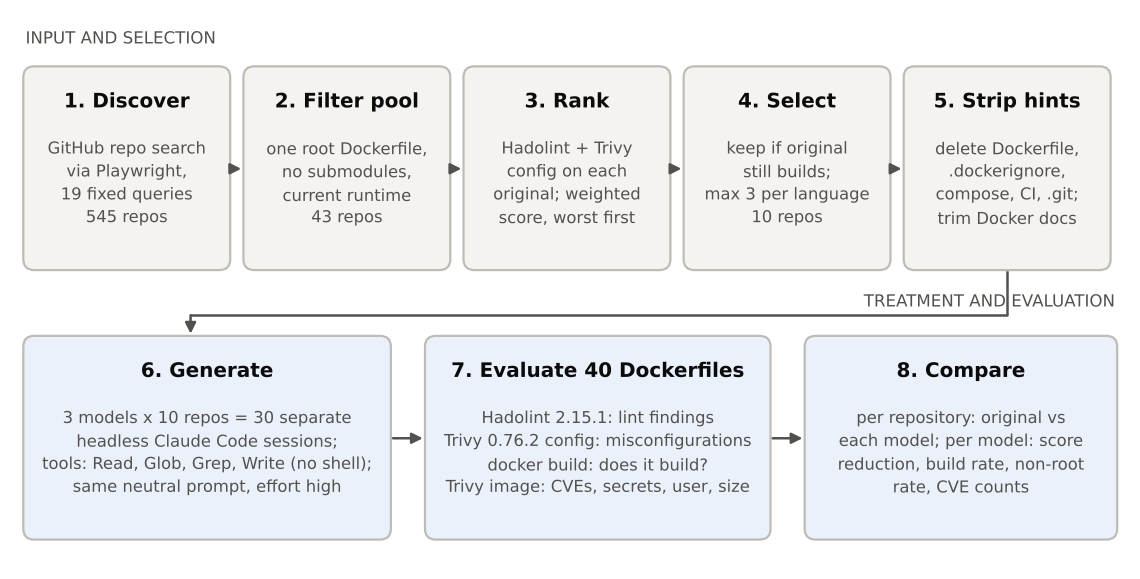 INPUT AND SELECTION
1. Discover
GitHub repo search
via Playwright,
19 fixed queries
545 repos
2. Filter pool
one root Dockerfile,
no submodules,
current runtime
43 repos
3. Rank
Hadolint + Trivy
config on each
original; weighted
score, worst first
4. Select
keep if original
still builds;
max 3 per language
10 repos
5. Strip hints
delete Dockerfile,
.dockerignore,
compose, CI, .git;
trim Docker docs
TREATMENT AND EVALUATION
6. Generate
3 models x 10 repos = 30 separate
headless Claude Code sessions;
tools: Read, Glob, Grep, Write (no shell);
same neutral prompt, effort high
7. Evaluate 40 Dockerfiles
Hadolint 2.15.1: lint findings
Trivy 0.76.2 config: misconfigurations
docker build: does it build?
Trivy image: CVEs, secrets, user, size
8. Compare
per repository: original vs
each model; per model: score
reduction, build rate, non-root
rate, CVE counts